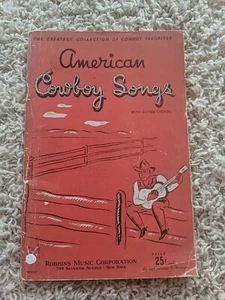 THE GREATEST COLLECTION OF COWBOY FAVORITES
American
Cowboy Songs
WITH GUITAR CHORDS
ROBBINS MUSIC CORPORATION
799 SEVENTH AVENUE • NEW YORK
PRICE
25¢